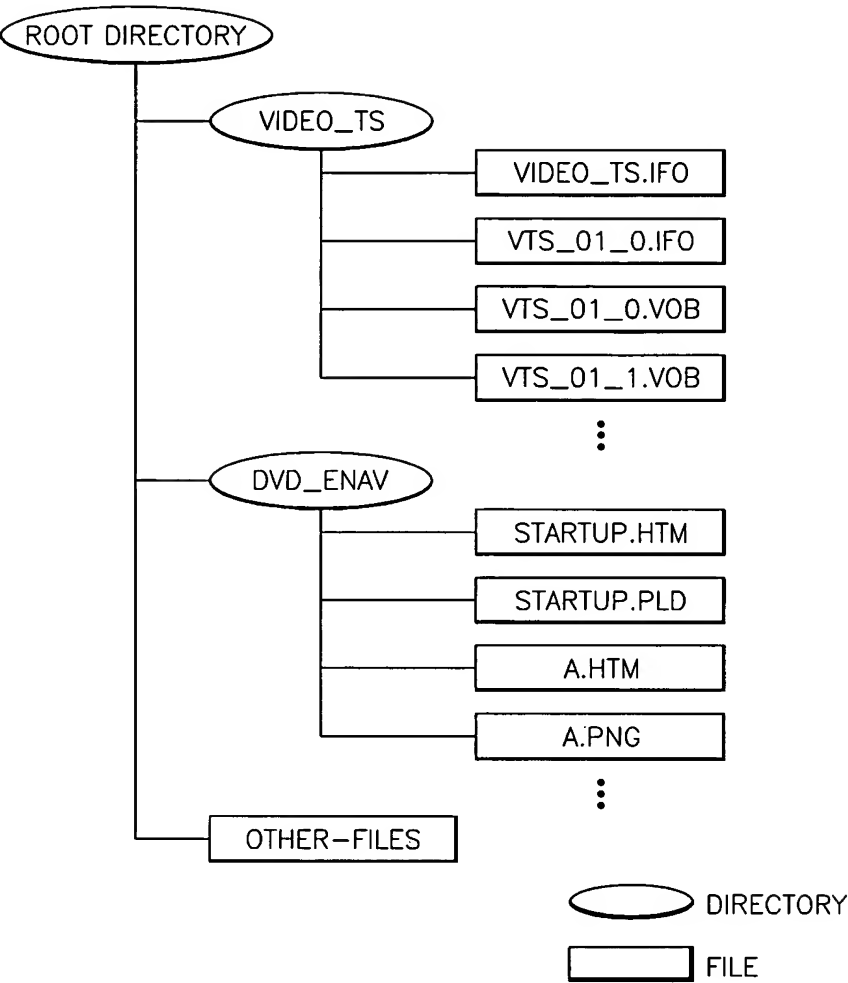 ROOT DIRECTORY
VIDEO_TS
VIDEO_TS.IFO
VTS_01_0.IFO
VTS_01_0.VOB
VTS_01_1.VOB
DVD_ENAV
STARTUP.HTM
STARTUP.PLD
A.HTM
A.PNG
OTHER-FILES
DIRECTORY
FILE